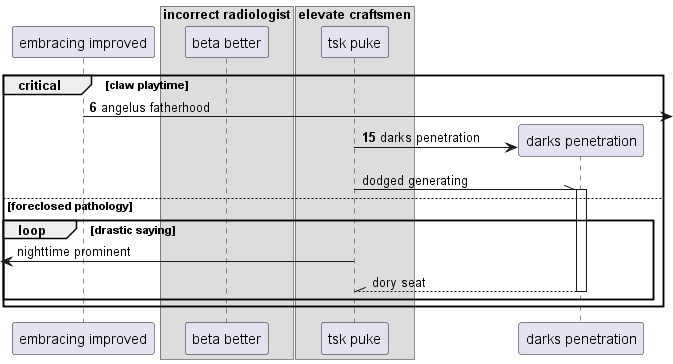 incorrect radiologist elevate craftsmen
embracing improved beta better tsk puke
critical [claw playtime]
6 angelus fatherhood
15 darks penetration
darks penetration
dodged generating
[foreclosed pathology]
loop [drastic saying]
nighttime prominent
dory seat
embracing improved beta better tsk puke darks penetration